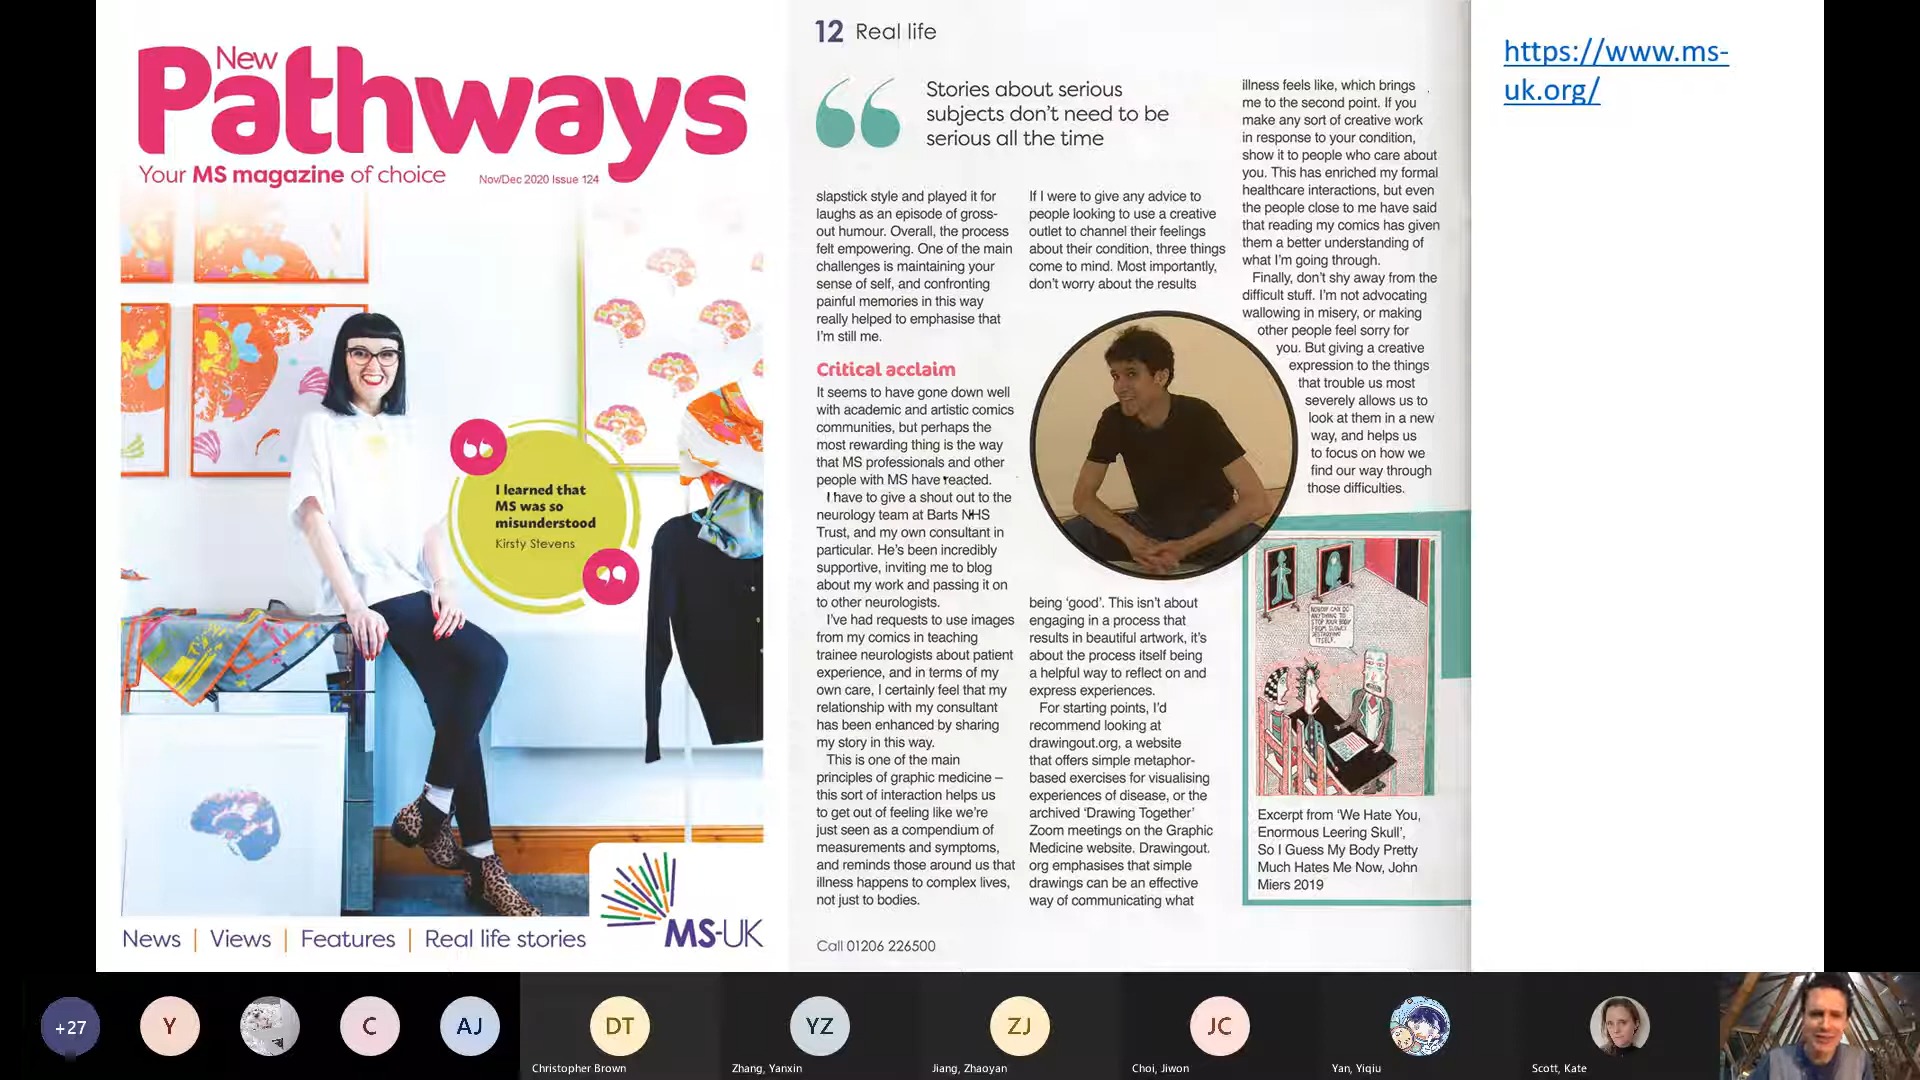 New
Pathways
Your MS magazine of choice
Nov/Dec 2020 Issue 124
I learned that
MS was so
misunderstood
Kirsty Stevens
MS-UK
News | Views | Features | Real life stories
12 Real life
Stories about serious
subjects don't need to be
serious all the time
slapstick style and played it for
laughs as an episode of gross-
out humour. Overall, the process
felt empowering. One of the main
challenges is maintaining your
sense of self, and confronting
painful memories in this way
really helped to emphasise that
I'm still me.
Critical acclaim
It seems to have gone down well
with academic and artistic comics
communities, but perhaps the
most rewarding thing is the way
that MS professionals and other
people with MS have reacted.
I have to give a shout out to the
neurology team at Barts NHS
Trust, and my own consultant in
particular. He's been incredibly
supportive, inviting me to blog
about my work and passing it on
to other neurologists.
I've had requests to use images
from my comics in teaching
trainee neurologists about patient
experience, and in terms of my
own care, I certainly feel that my
relationship with my consultant
has been enhanced by sharing
my story in this way.
This is one of the main
principles of graphic medicine –
this sort of interaction helps us
to get out of feeling like we're
just seen as a compendium of
measurements and symptoms,
and reminds those around us that
illness happens to complex lives,
not just to bodies.
Call 01206 226500
If I were to give any advice to
people looking to use a creative
outlet to channel their feelings
about their condition, three things
come to mind. Most importantly,
don't worry about the results
being 'good'. This isn't about
engaging in a process that
results in beautiful artwork, it's
about the process itself being
a helpful way to reflect on and
express experiences.
For starting points, I'd
recommend looking at
drawingout.org, a website
that offers simple metaphor-
based exercises for visualising
experiences of disease, or the
archived 'Drawing Together'
Zoom meetings on the Graphic
Medicine website. Drawingout.
org emphasises that simple
drawings can be an effective
way of communicating what
illness feels like, which brings
me to the second point. If you
make any sort of creative work
in response to your condition,
show it to people who care about
you. This has enriched my formal
healthcare interactions, but even
the people close to me have said
that reading my comics has given
them a better understanding of
what I'm going through.
Finally, don't shy away from the
difficult stuff. I'm not advocating
wallowing in misery, or making
other people feel sorry for
you. But giving a creative
expression to the things
that trouble us most
severely allows us to
look at them in a new
way, and helps us
to focus on how we
find our way through
those difficulties.
NOBODY CAN DO
ANYTHING TO
STOP YOUR BODY
FROM SLOWLY
DESTROYING
ITSELF.
Excerpt from 'We Hate You,
Enormous Leering Skull',
So I Guess My Body Pretty
Much Hates Me Now, John
Miers 2019
https://www.ms-
uk.org/
+27
Y
C
AJ
DT
Christopher Brown
YZ
Zhang, Yanxin
ZJ
Jiang, Zhaoyan
JC
Choi, Jiwon
Yan, Yiqiu
Scott, Kate